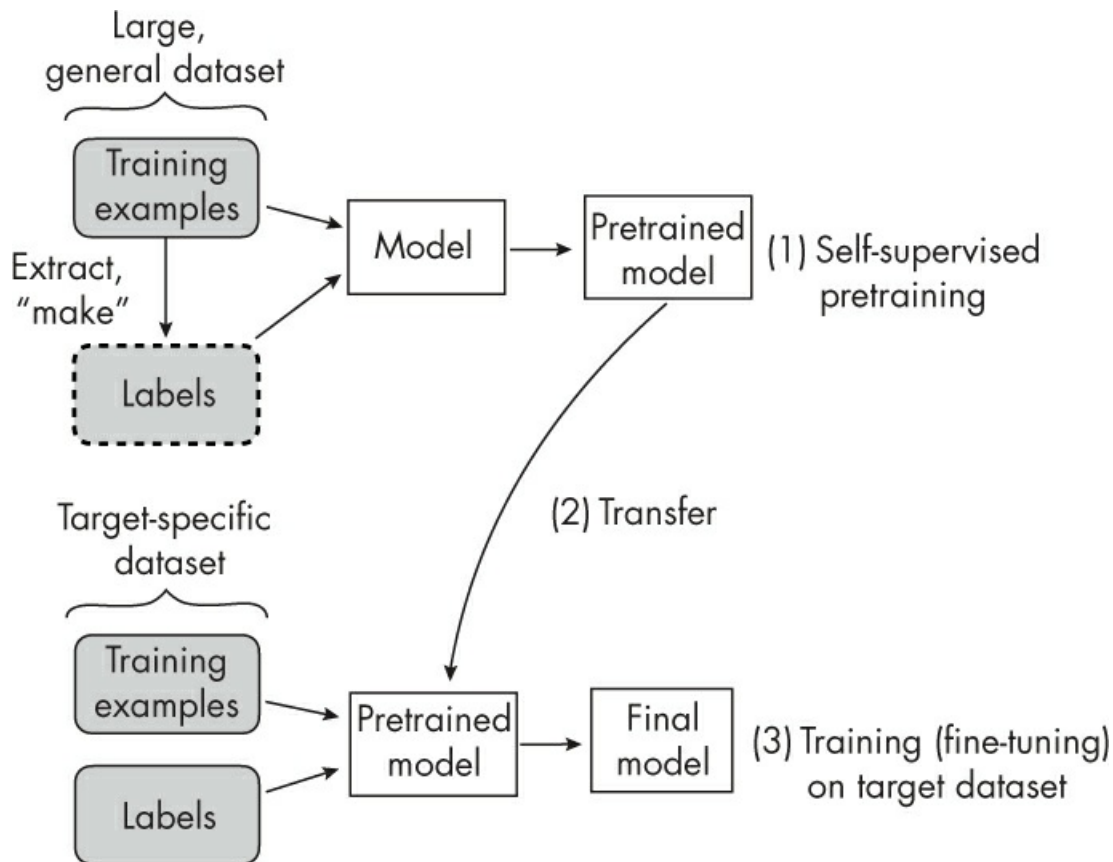 Large,
general dataset
Training
examples
Model
Pretrained
model
(1) Self-supervised
pretraining
Extract,
“make”
Labels
(2) Transfer
Target-specific
dataset
Training
examples
Pretrained
model
Final
model
(3) Training (fine-tuning)
on target dataset
Labels